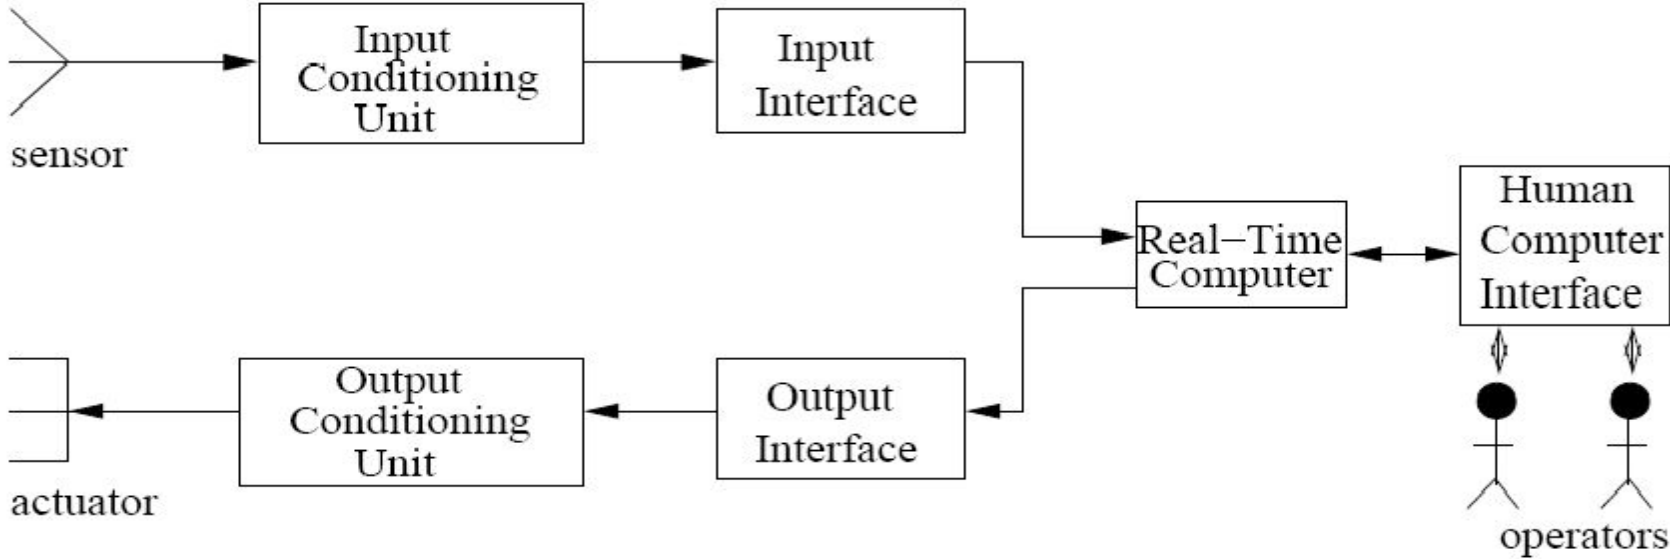 Input
Conditioning
Unit
Input
Interface
sensor
Real-Time
Computer
Human
Computer
Interface
Output
Conditioning
Unit
Output
Interface
actuator
operators